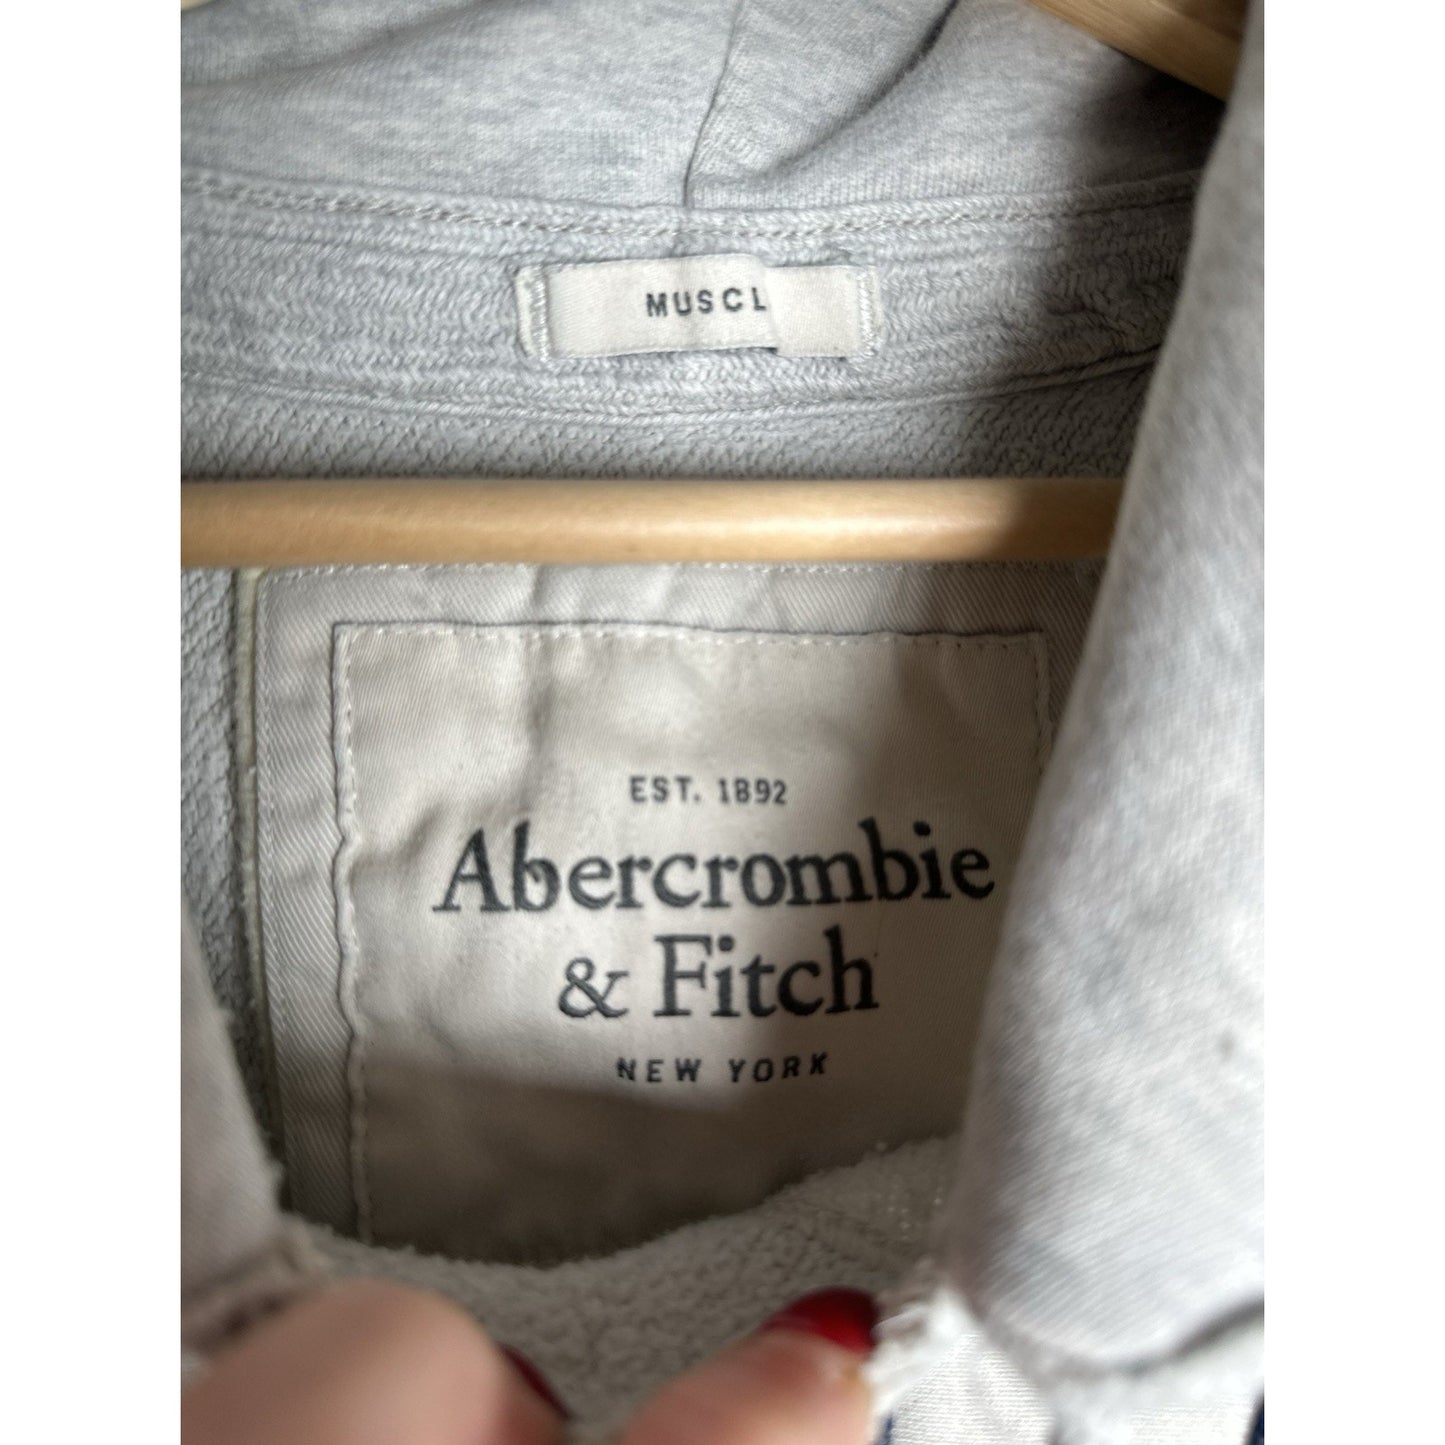 MUSCL
EST. 1892
Abercrombie
& Fitch
NEW YORK